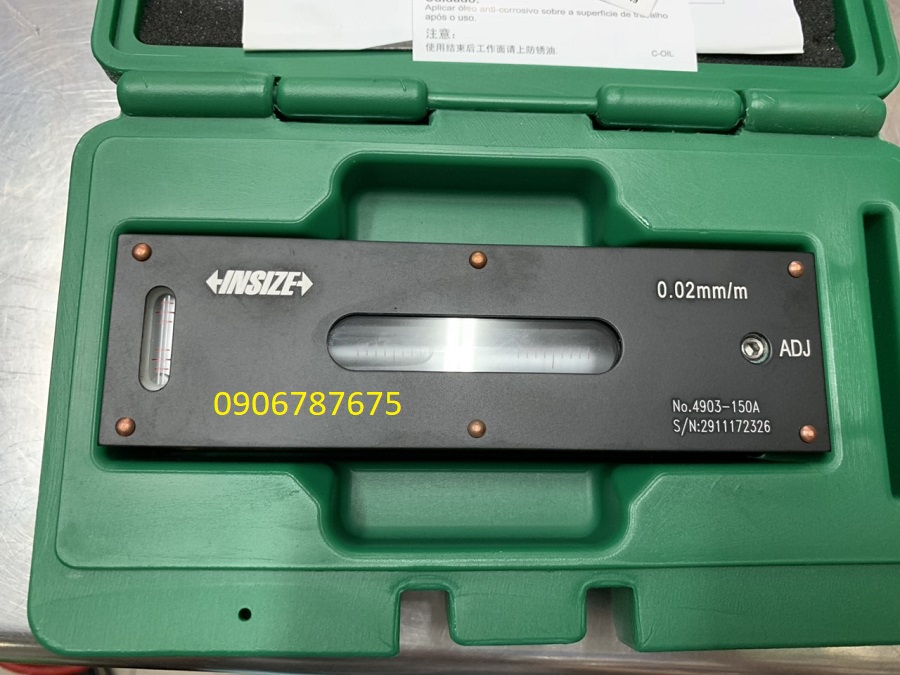 Aplicar óleo anti-corrosivo sobre a superfície de trabalho
após o uso.
注意：
使用结束后工作面请上防锈油.
C-OIL
INSIZE
0.02mm/m
ADJ
0906787675
No.4903-150A
S/N:2911172326